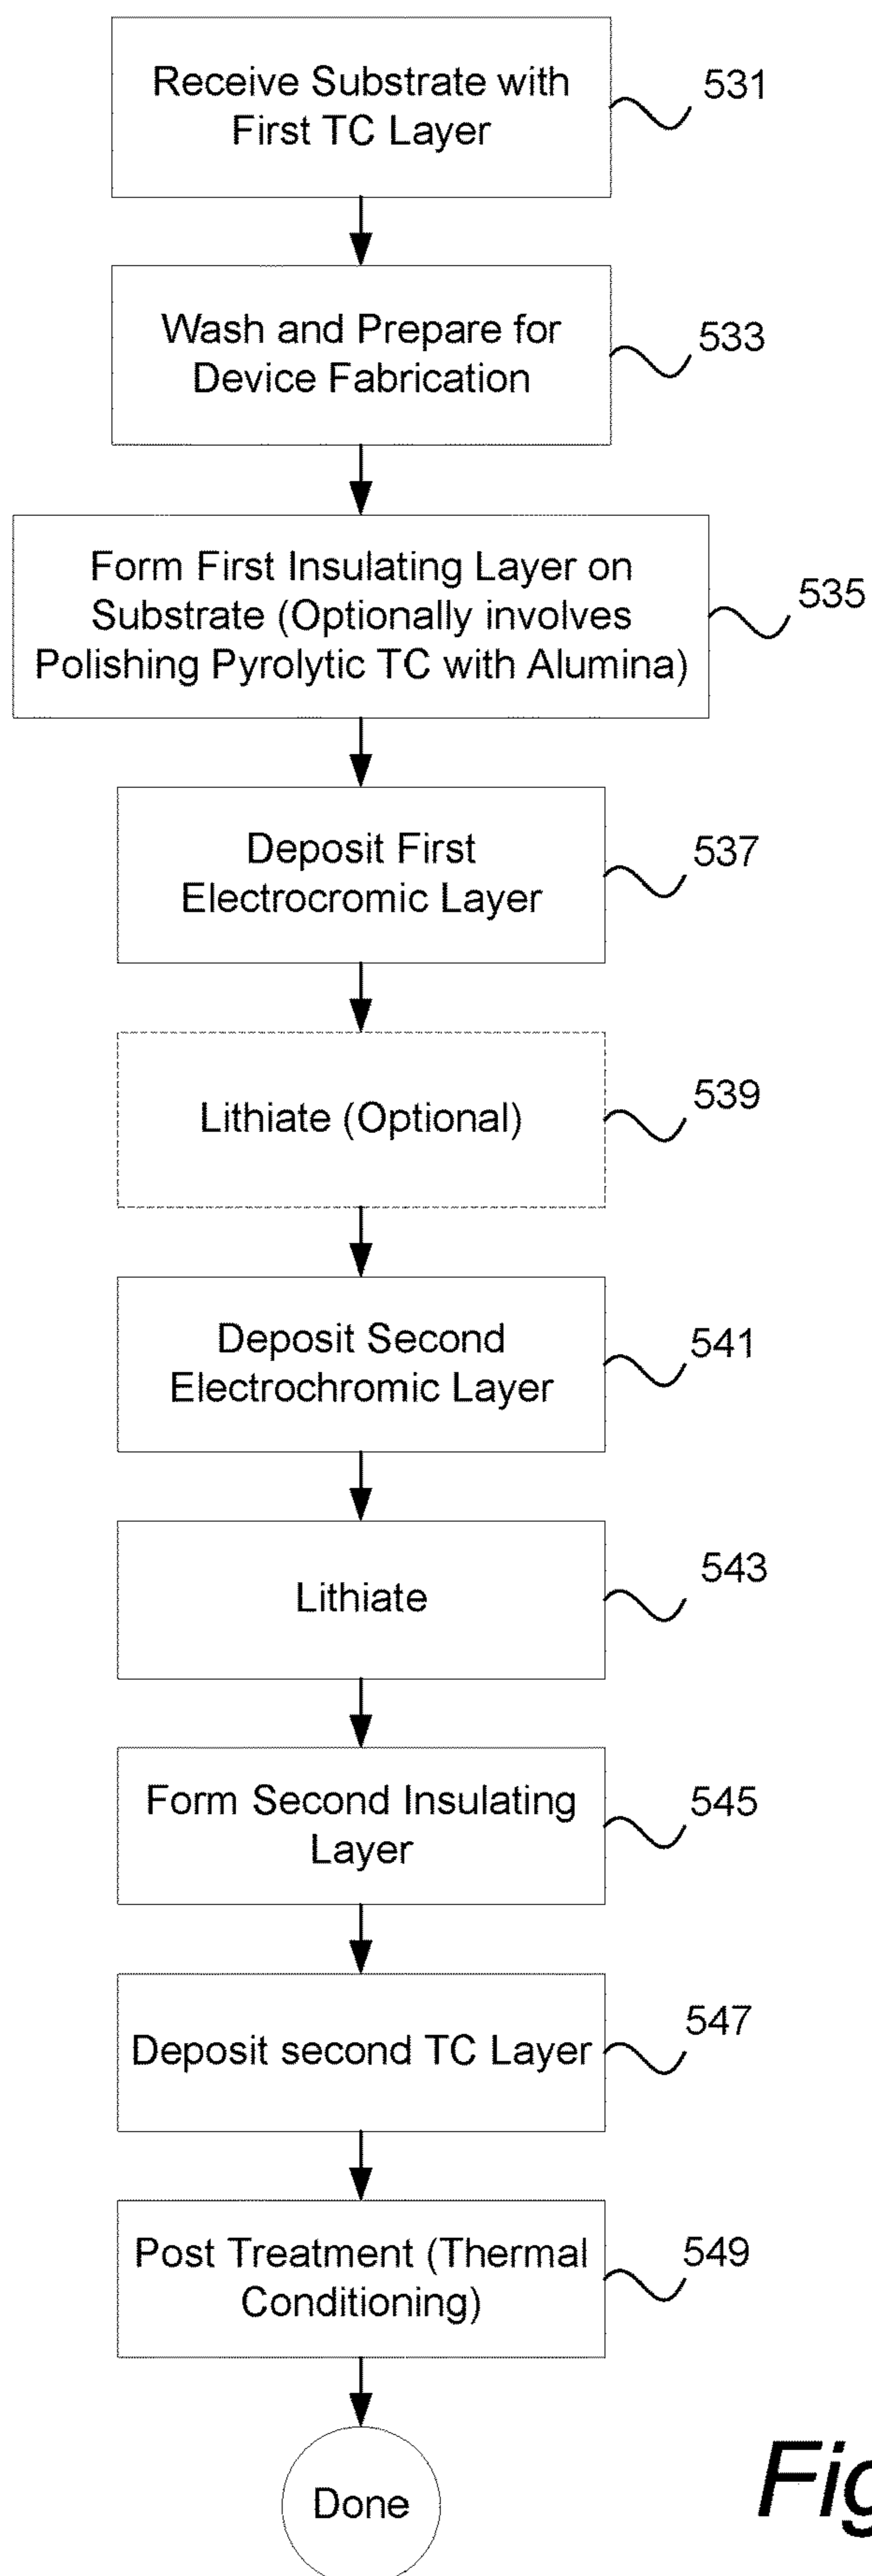 Receive Substrate with
First TC Layer
531
Wash and Prepare for
Device Fabrication
533
Form First Insulating Layer on
Substrate (Optionally involves
Polishing Pyrolytic TC with Alumina)
535
Deposit First
Electrocromic Layer
537
Lithiate (Optional)
539
Deposit Second
Electrochromic Layer
541
Lithiate
543
Form Second Insulating
Layer
545
Deposit second TC Layer
547
Post Treatment (Thermal
Conditioning)
549
Done